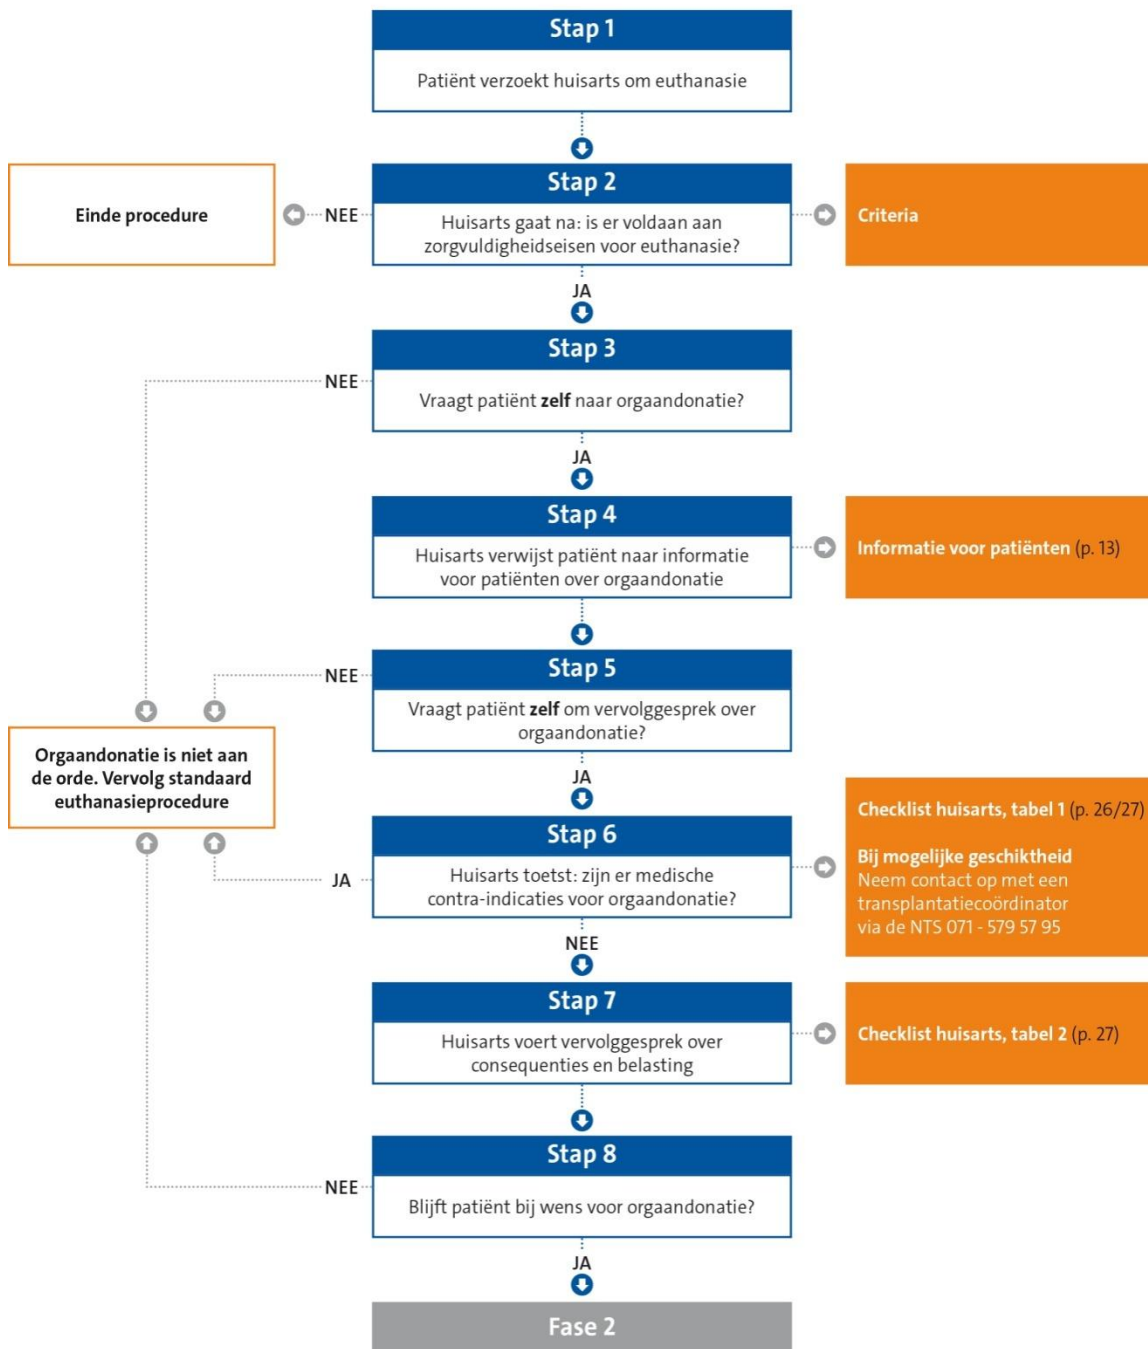 Stap 1
Patiënt verzoekt huisarts om euthanasie
Stap 2
Einde procedure
NEE
Huisarts gaat na: is er voldaan aan
zorgvuldigheidseisen voor euthanasie?
Criteria
JA
Stap 3
NEE
Vraagt patiënt zelf naar orgaandonatie?
JA
Stap 4
Huisarts verwijst patiënt naar informatie
voor patiënten over orgaandonatie
Informatie voor patiënten (p. 13)
Stap 5
NEE
Vraagt patiënt zelf om vervolggesprek over
orgaandonatie?
Orgaandonatie is niet aan
de orde. Vervolg standaard
euthanasieprocedure
JA
Stap 6
JA
Huisarts toetst: zijn er medische
contra-indicaties voor orgaandonatie?
Checklist huisarts, tabel 1 (p. 26/27)
Bij mogelijke geschiktheid
Neem contact op met een
transplantatiecoördinator
via de NTS 071 - 579 57 95
NEE
Stap 7
Huisarts voert vervolggesprek over
consequenties en belasting
Checklist huisarts, tabel 2 (p. 27)
Stap 8
NEE
Blijft patiënt bij wens voor orgaandonatie?
JA
Fase 2